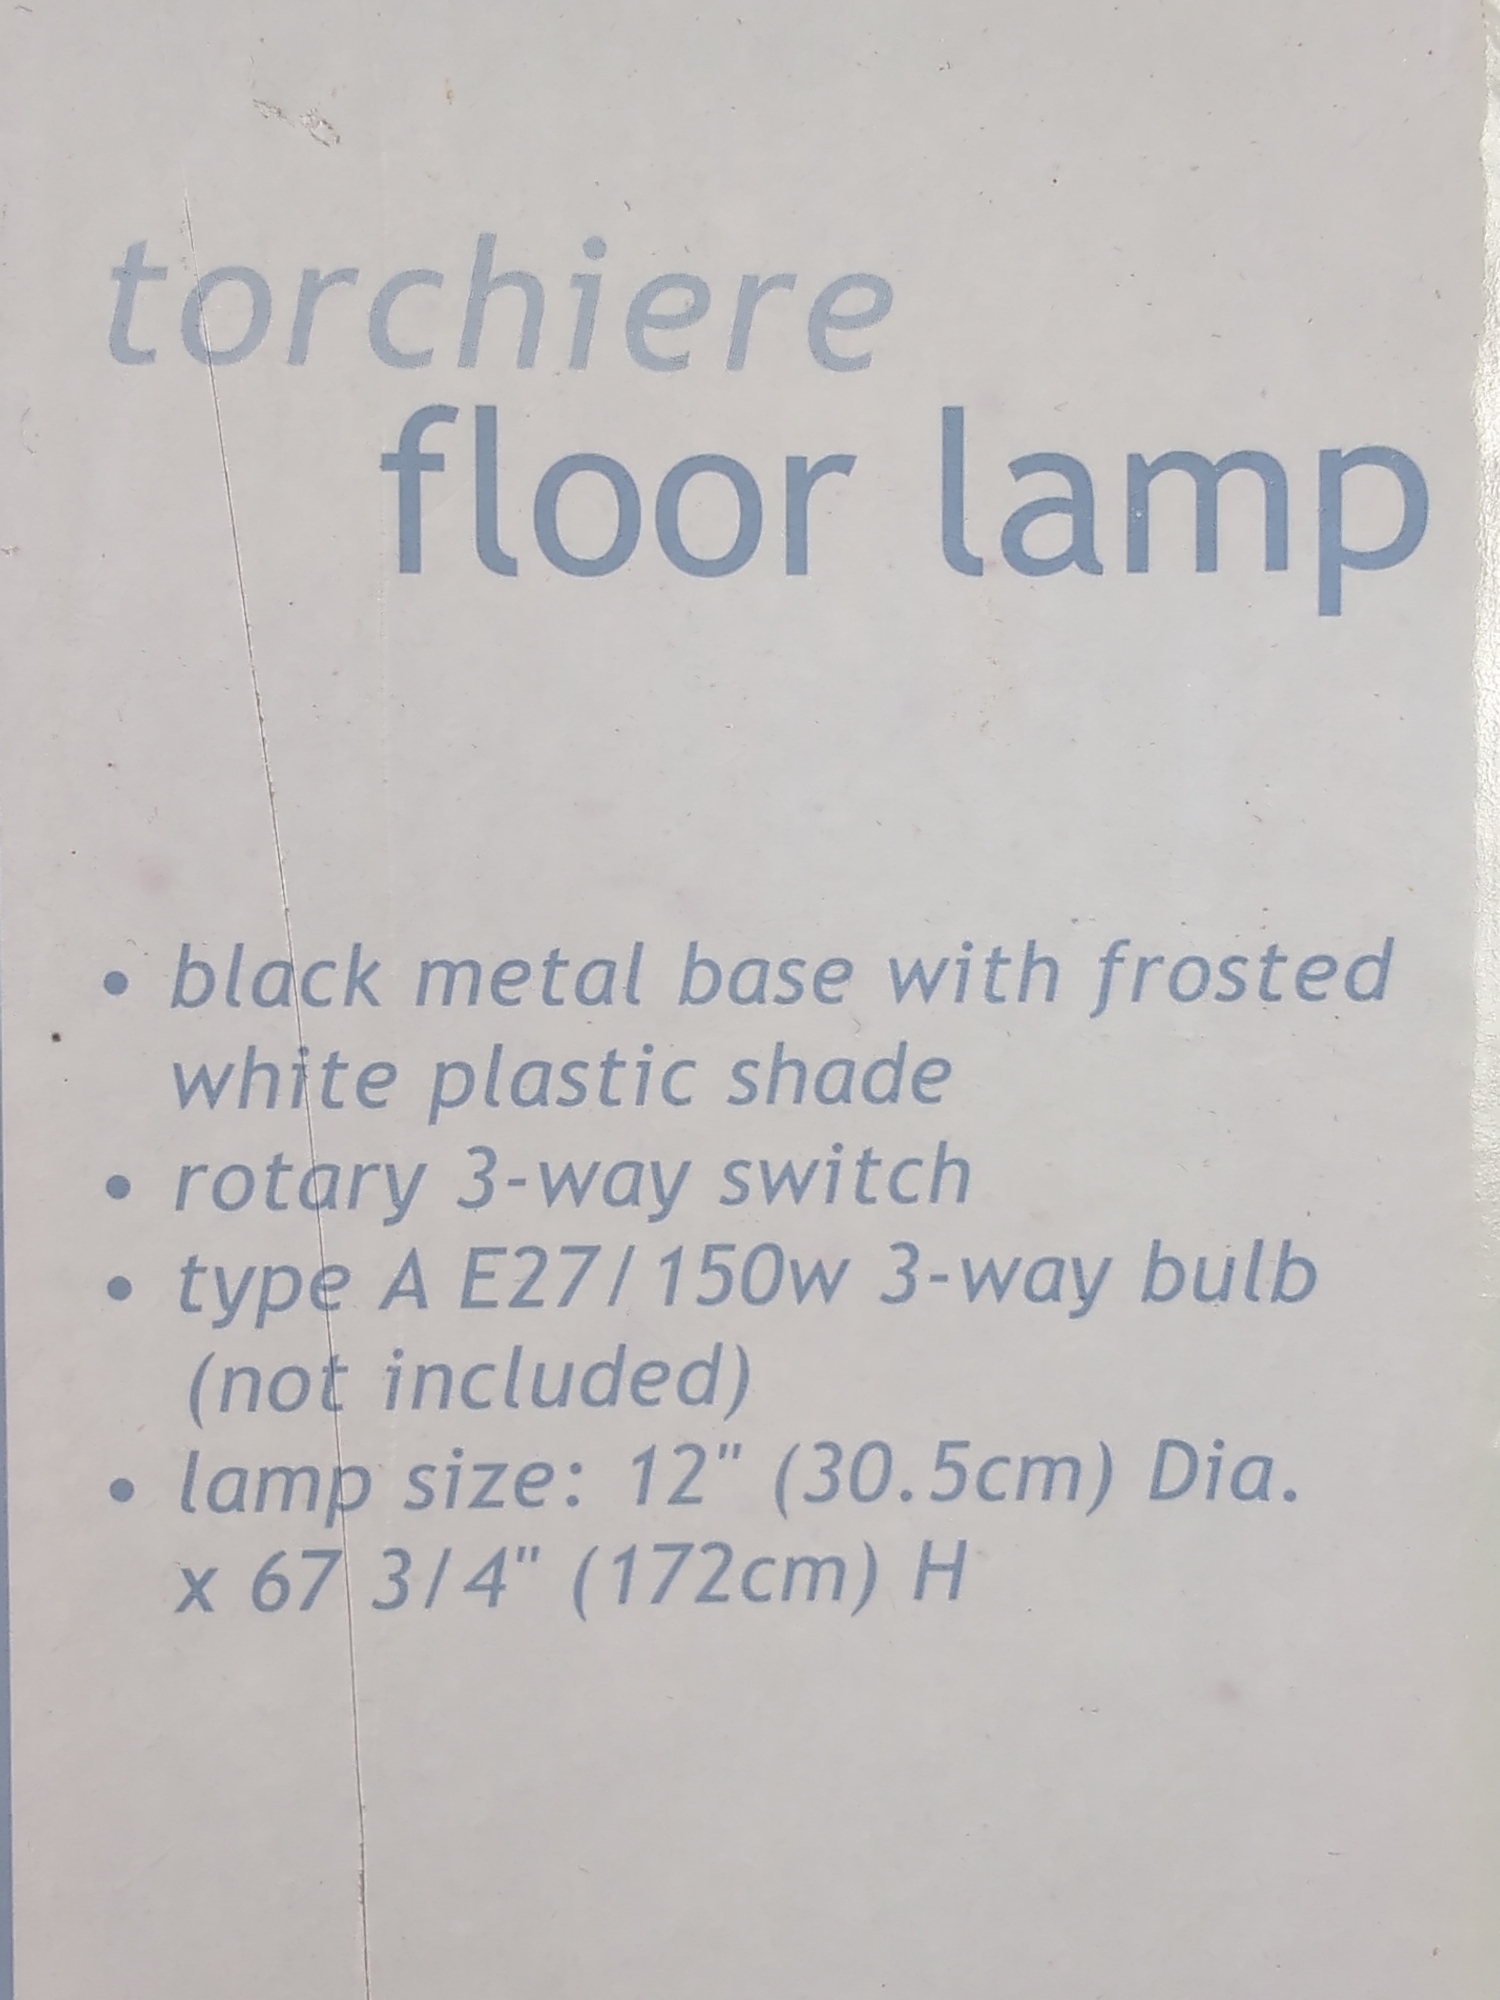 torchiere
floor lamp
• black metal base with frosted
white plastic shade
• rotary 3-way switch
• type A E27/150w 3-way bulb
(not included)
• lamp size: 12" (30.5cm) Dia.
x 67 3/4" (172cm) H